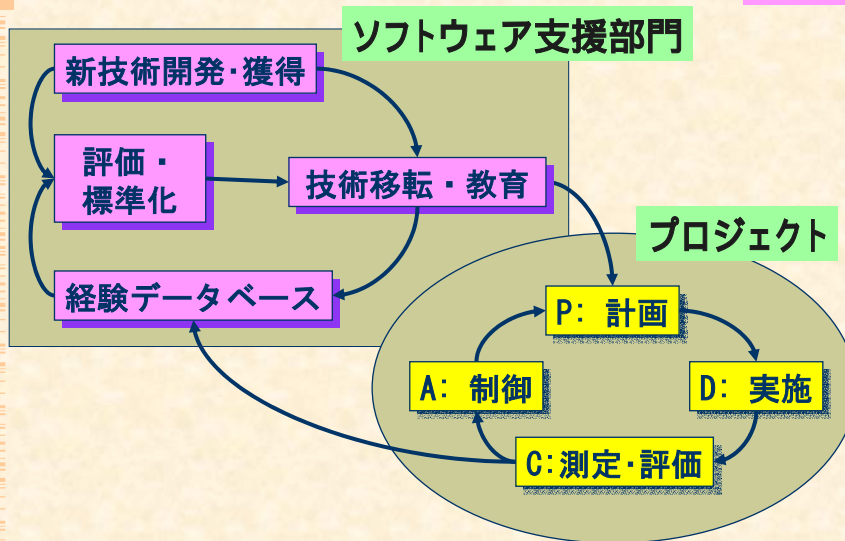 ソフトウェア支援部門
新技術開発・獲得
評価・
標準化
技術移転・教育
経験データベース
プロジェクト
P: 計画
A: 制御
D: 実施
C:測定・評価